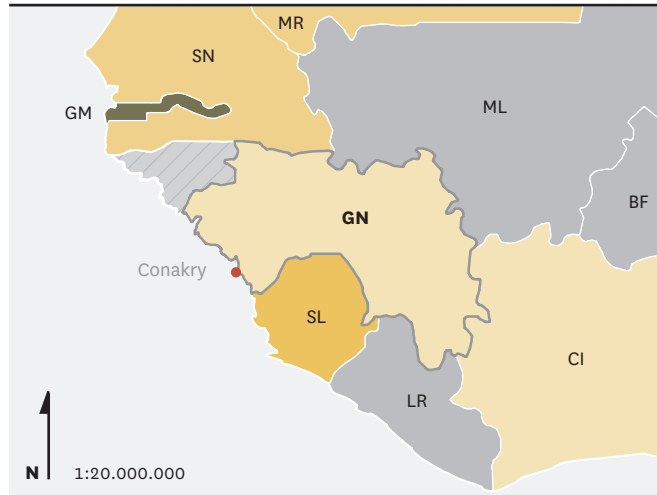 MR
SN
GM
ML
BF
GN
Conakry
SL
CI
LR
N 1:20.000.000